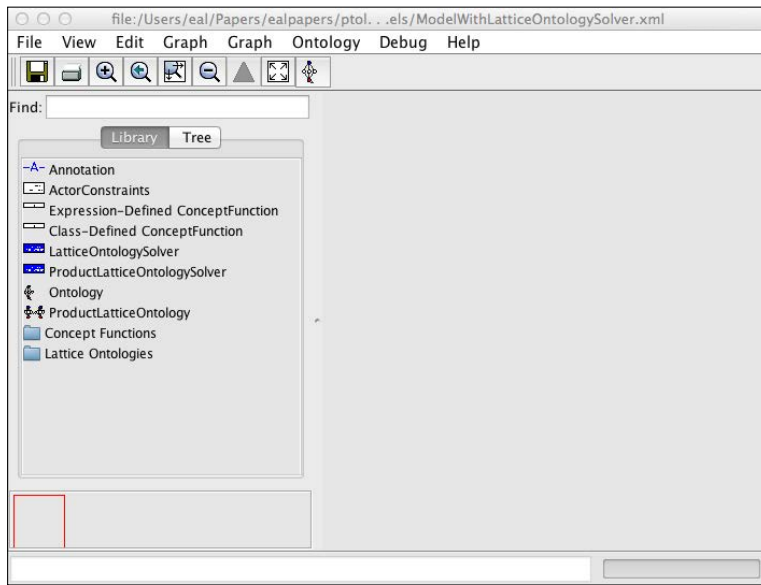 file:/Users/eal/Papers/ealpapers/ptol. . .els/ModelWithLatticeOntologySolver.xml
File View Edit Graph Graph Ontology Debug Help
Find:
Library Tree
-A- Annotation
ActorConstraints
Expression-Defined ConceptFunction
Class-Defined ConceptFunction
LatticeOntologySolver
ProductLatticeOntologySolver
Ontology
ProductLatticeOntology
Concept Functions
Lattice Ontologies